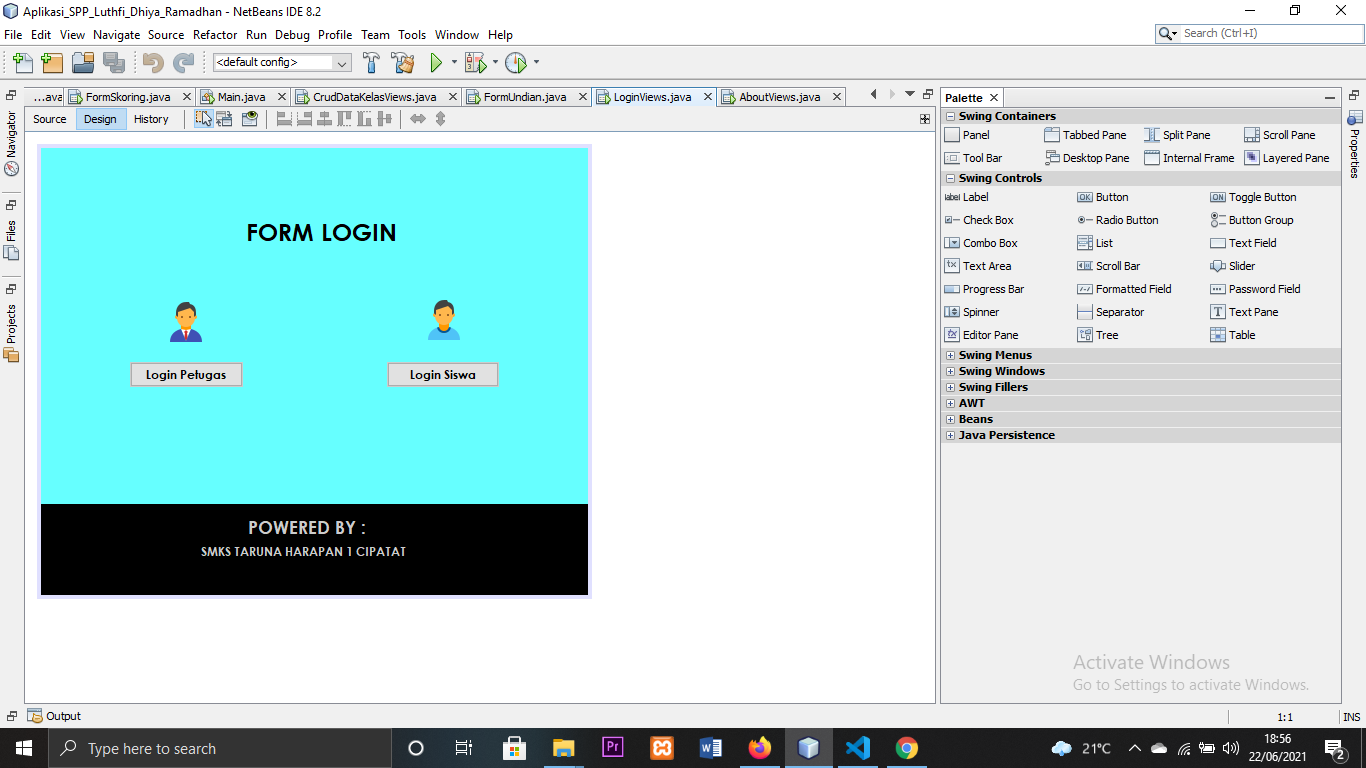 Aplikasi_SPP_Luthfi_Dhiya_Ramadhan - NetBeans IDE 8.2
File Edit View Navigate Source Refactor Run Debug Profile Team Tools Window Help
Search (Ctrl+I)
<default config>
...ava FormSkoring.java Main.java CrudDataKelasViews.java FormUndian.java LoginViews.java AboutViews.java
Source Design History
Navigator
Files
Projects
FORM LOGIN
Login Petugas Login Siswa
POWERED BY :
SMKS TARUNA HARAPAN 1 CIPATAT
Palette
Swing Containers
Panel Tabbed Pane Split Pane Scroll Pane
Tool Bar Desktop Pane Internal Frame Layered Pane
Swing Controls
label Label OK Button ON Toggle Button
Check Box Radio Button Button Group
Combo Box List Text Field
Text Area Scroll Bar Slider
Progress Bar Formatted Field Password Field
Spinner Separator T Text Pane
Editor Pane Tree Table
Swing Menus
Swing Windows
Swing Fillers
AWT
Beans
Java Persistence
Properties
Activate Windows
Go to Settings to activate Windows.
Output
1:1 INS
Type here to search
Pr
21°C
18:56
22/06/2021
2